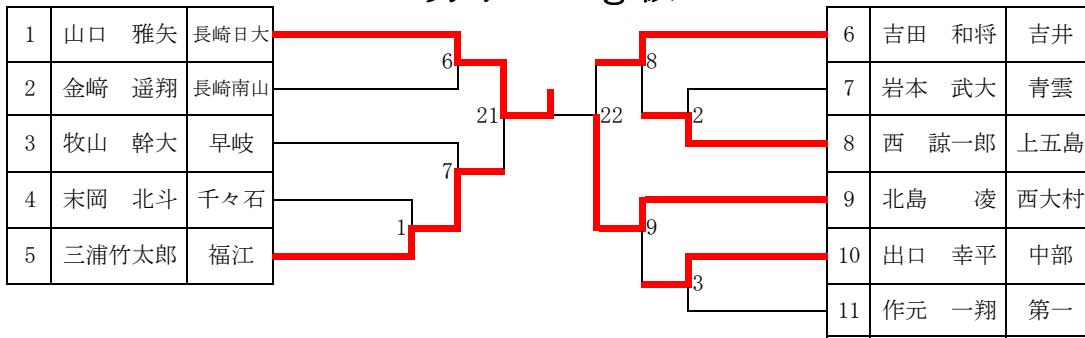 1 山口 雅矢 長崎日大
2 金﨑 遥翔 長崎南山
3 牧山 幹大 早岐
4 末岡 北斗 千々石
5 三浦竹太郎 福江
6
7
1
21
22
8
2
9
3
6 吉田 和将 吉井
7 岩本 武大 青雲
8 西 諒一郎 上五島
9 北島 凌 西大村
10 出口 幸平 中部
11 作元 一翔 第一